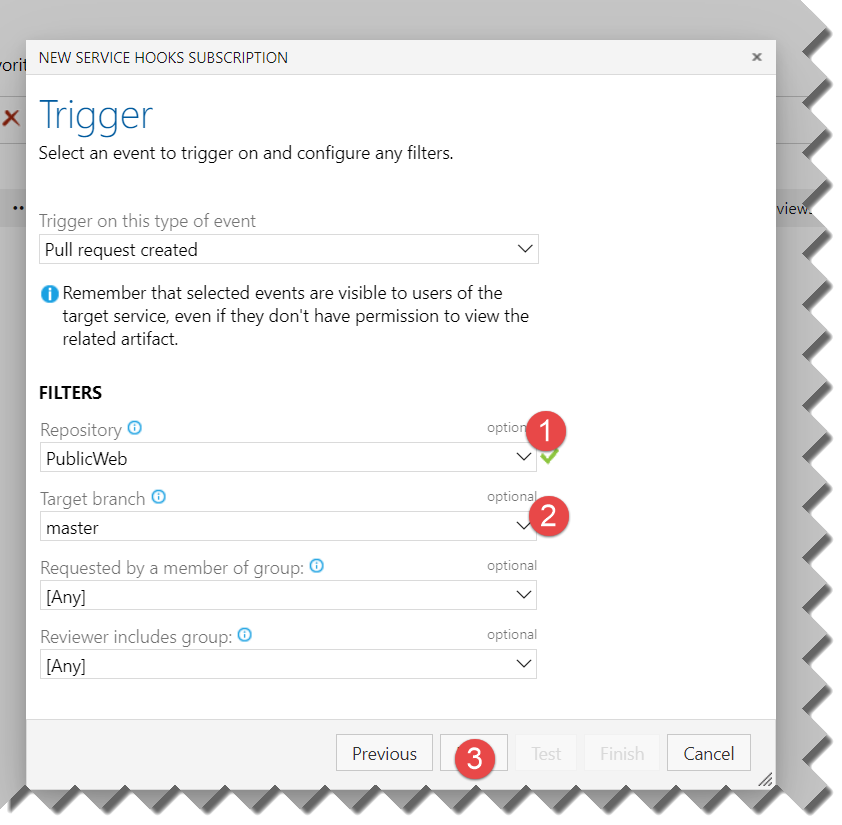 NEW SERVICE HOOKS SUBSCRIPTION
Trigger
Select an event to trigger on and configure any filters.
Trigger on this type of event
Pull request created
Remember that selected events are visible to users of the
target service, even if they don't have permission to view the
related artifact.
FILTERS
Repository
1
PublicWeb
Target branch optional
2
master
Requested by a member of group: optional
[Any]
Reviewer includes group: optional
[Any]
Previous 3 Test Finish Cancel